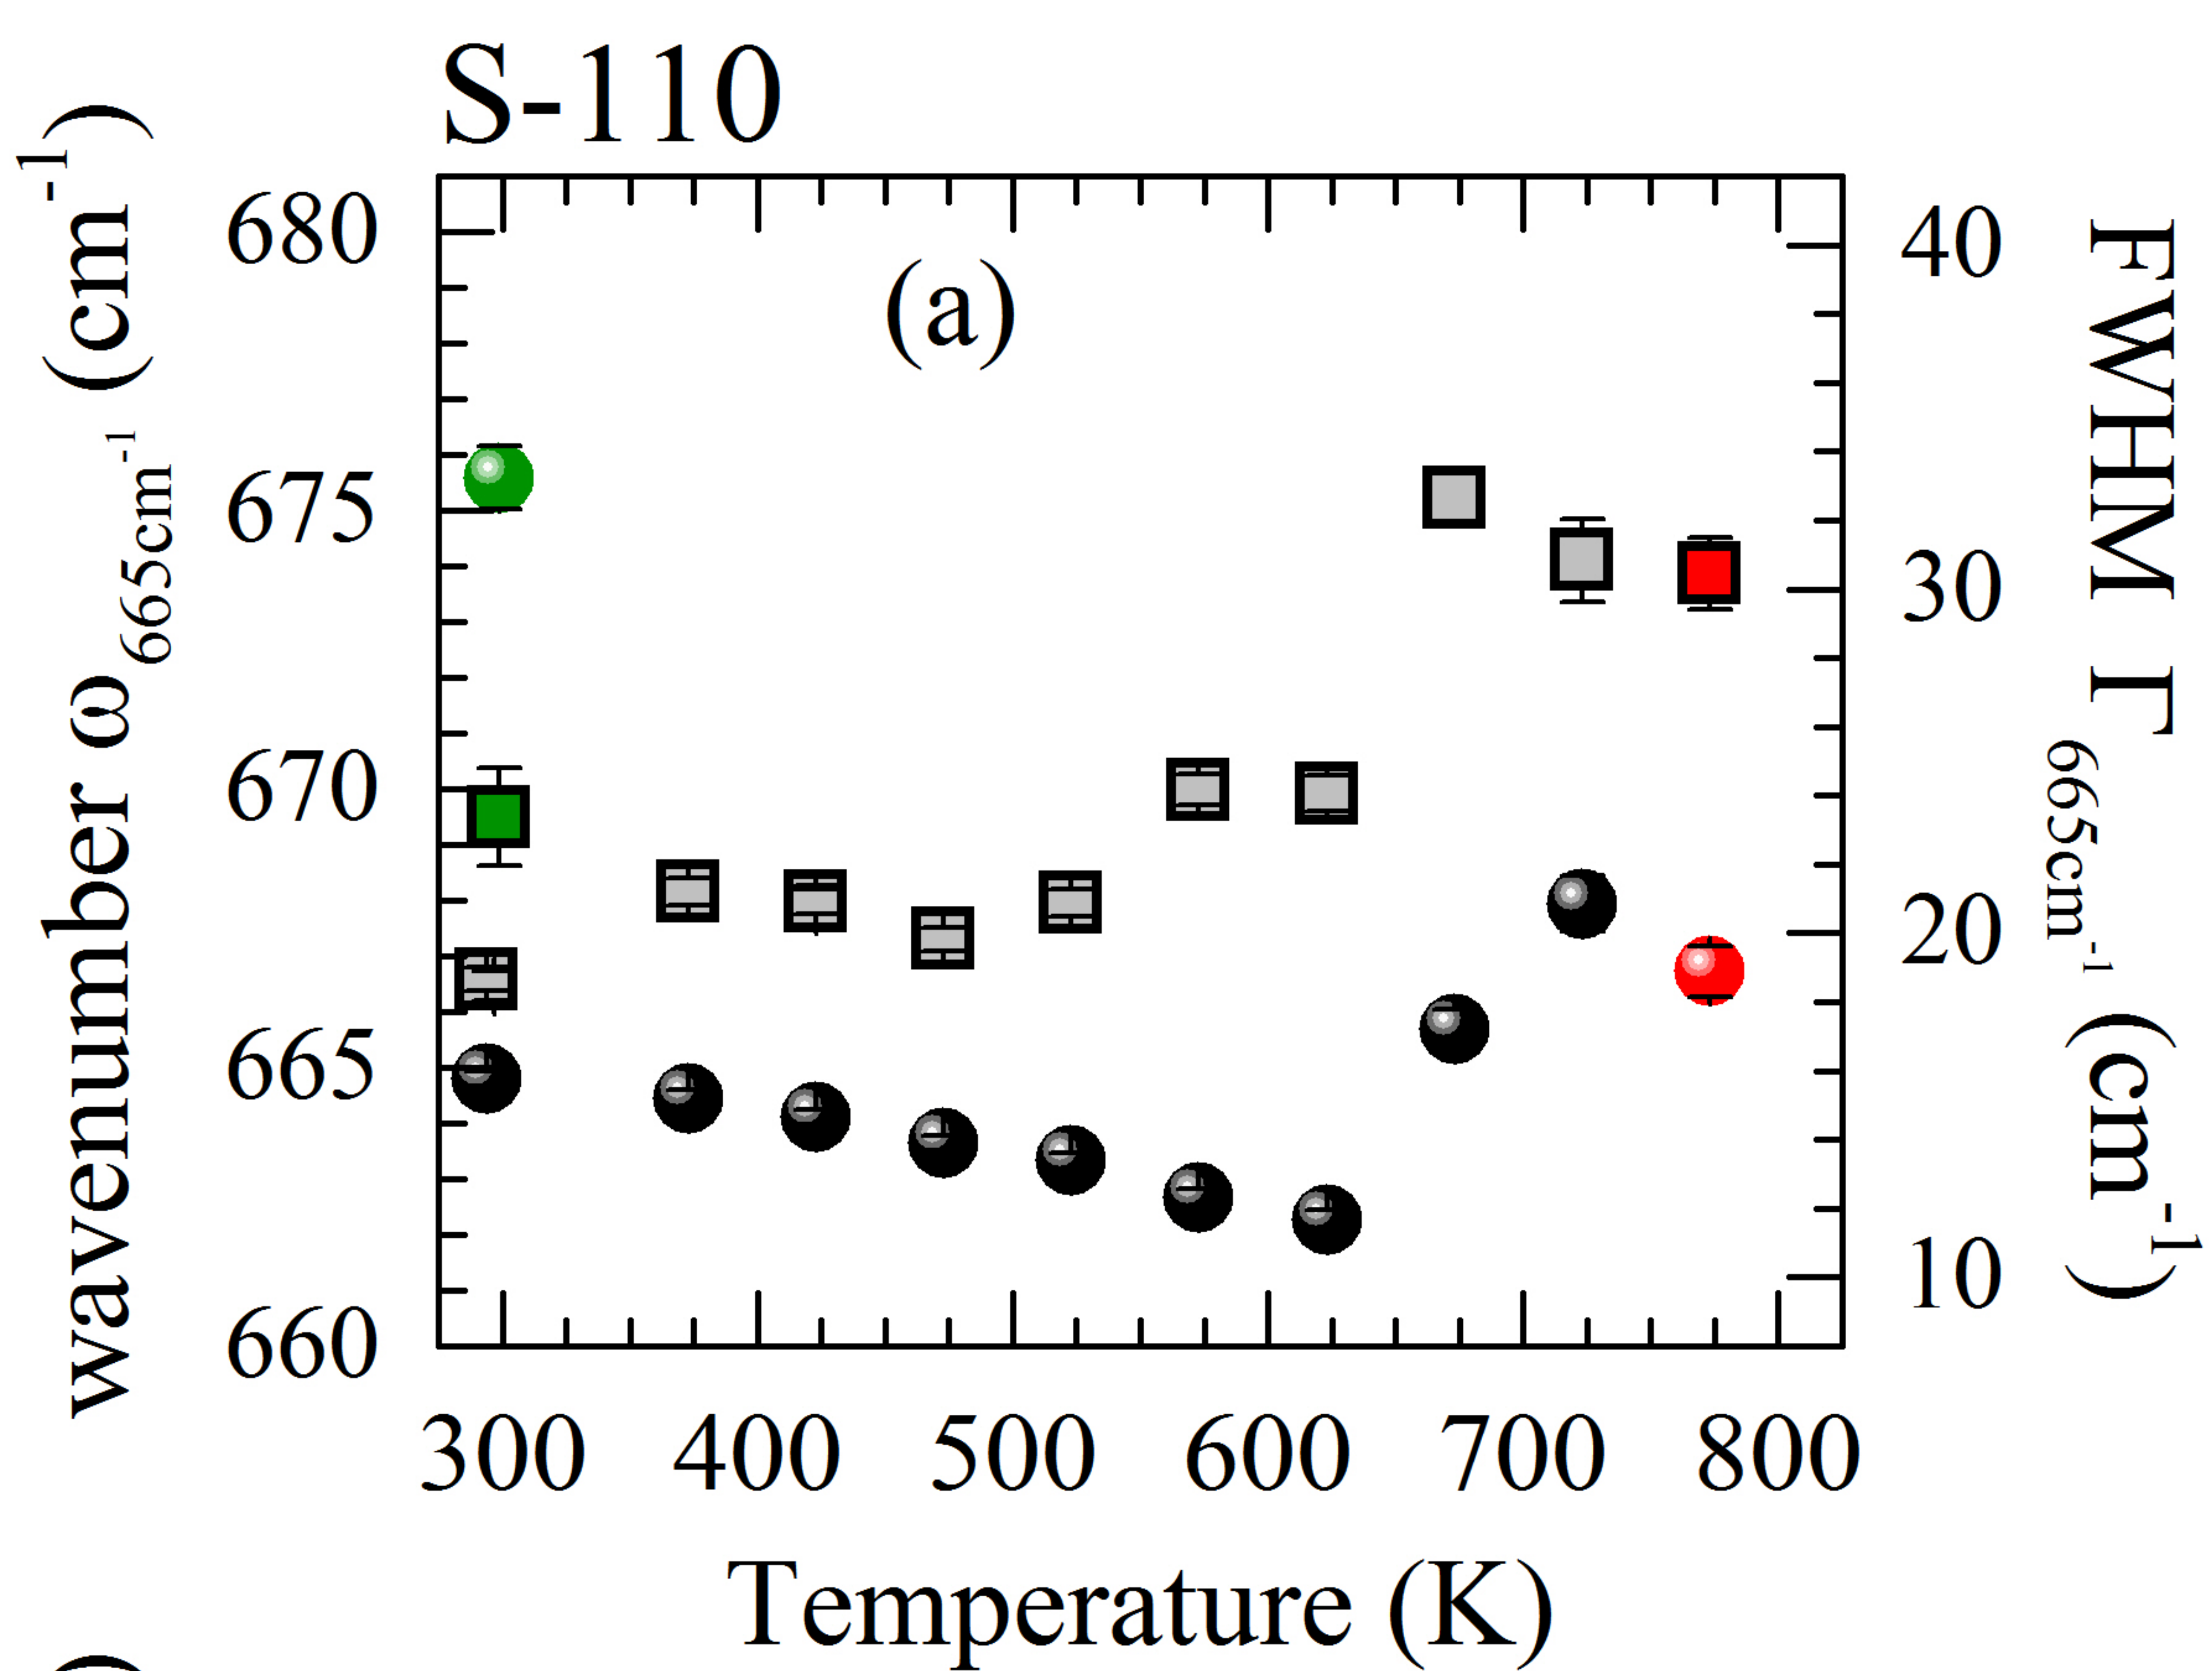 S-110
(a)
wavenumber ω665cm-1 (cm-1)
680
675
670
665
660
40
30
20
10
FWHM Γ665cm-1 (cm-1)
300 400 500 600 700 800
Temperature (K)
)